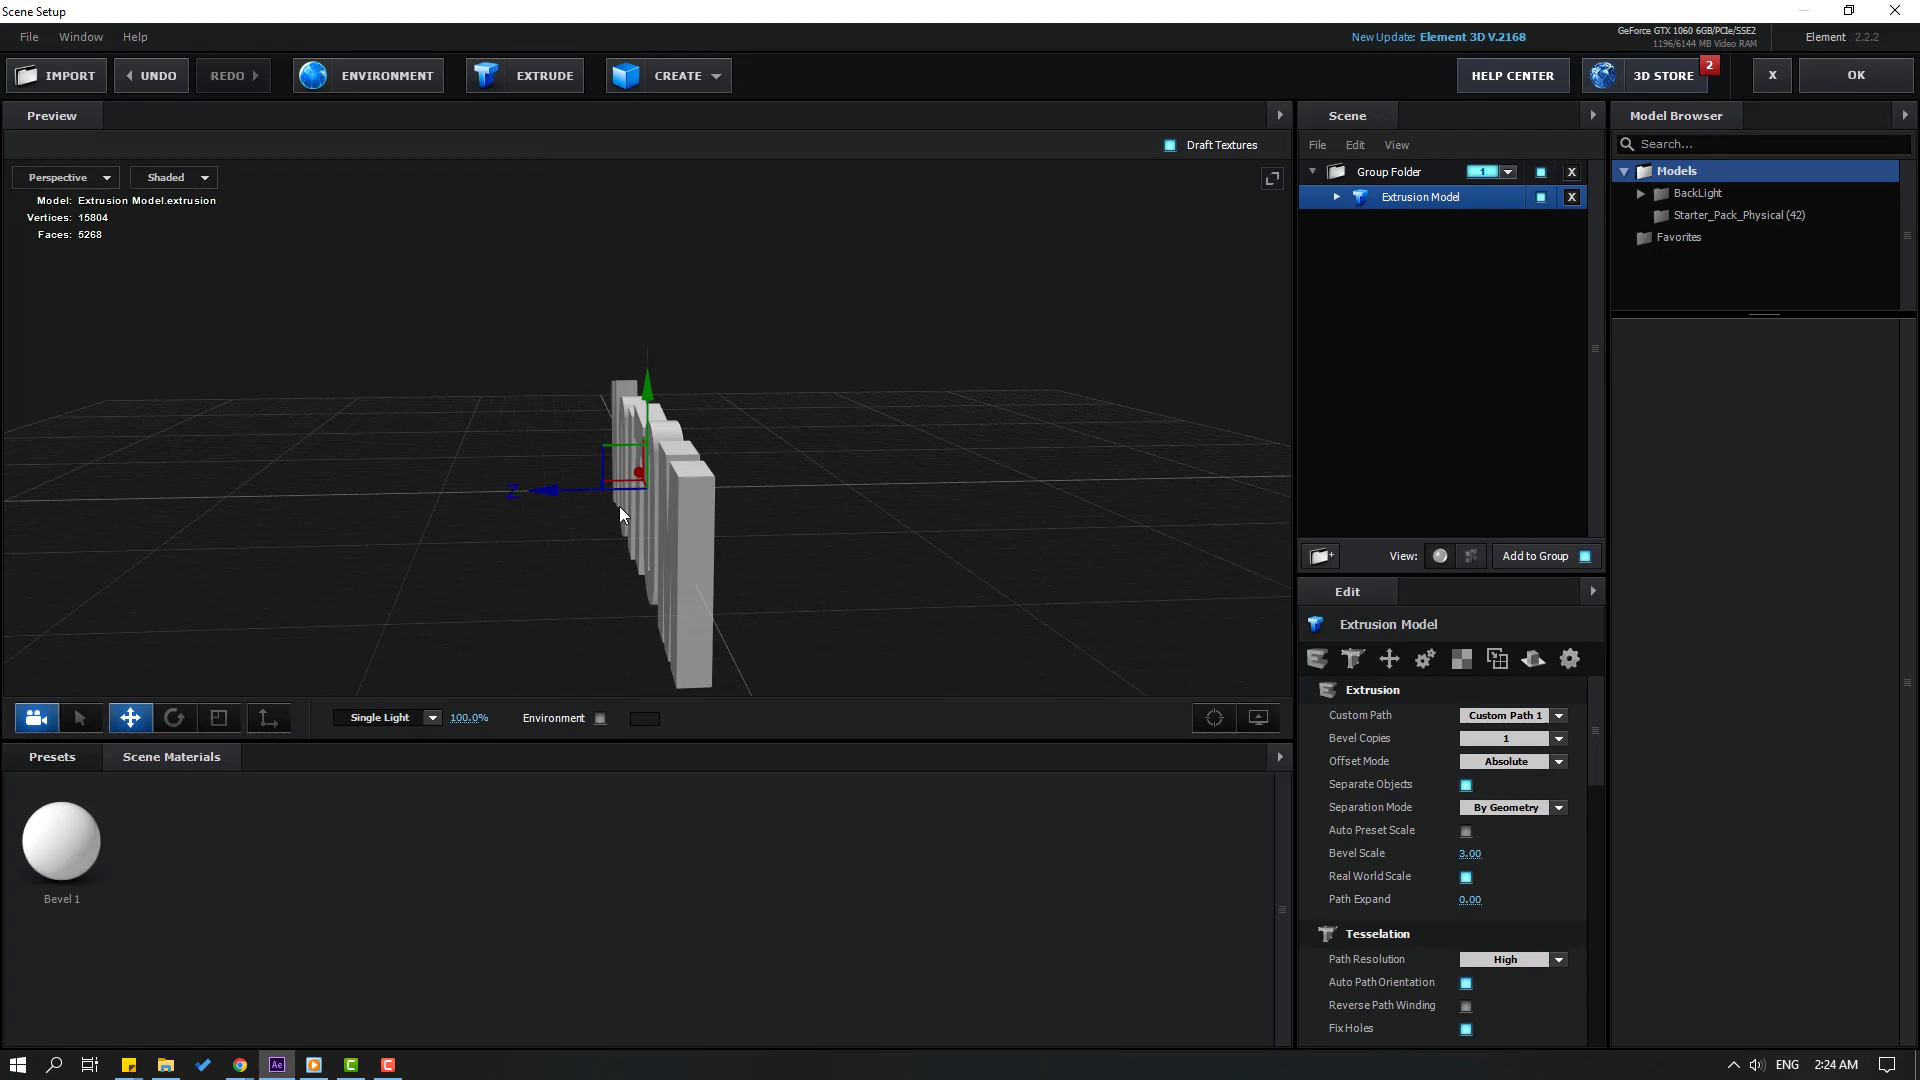 Scene Setup
File Window Help
New Update: Element 3D V.2168
GeForce GTX 1060 6GB/PCIe/SSE2
1196/6144 MB Video RAM
Element 2.2.2
IMPORT UNDO REDO ENVIRONMENT EXTRUDE CREATE HELP CENTER 3D STORE 2 X OK
Preview
Draft Textures
Perspective Shaded
Model: Extrusion Model.extrusion
Vertices: 15804
Faces: 5268
Z
Single Light 100.0% Environment
Presets Scene Materials
Bevel 1
Scene
File Edit View
Group Folder 1 X
Extrusion Model X
View: Add to Group
Edit
Extrusion Model
Extrusion
Custom Path Custom Path 1
Bevel Copies 1
Offset Mode Absolute
Separate Objects
Separation Mode By Geometry
Auto Preset Scale
Bevel Scale 3.00
Real World Scale
Path Expand 0.00
Tesselation
Path Resolution High
Auto Path Orientation
Reverse Path Winding
Fix Holes
Model Browser
Search...
Models
BackLight
Starter_Pack_Physical (42)
Favorites
Ae
C
C
ENG 2:24 AM